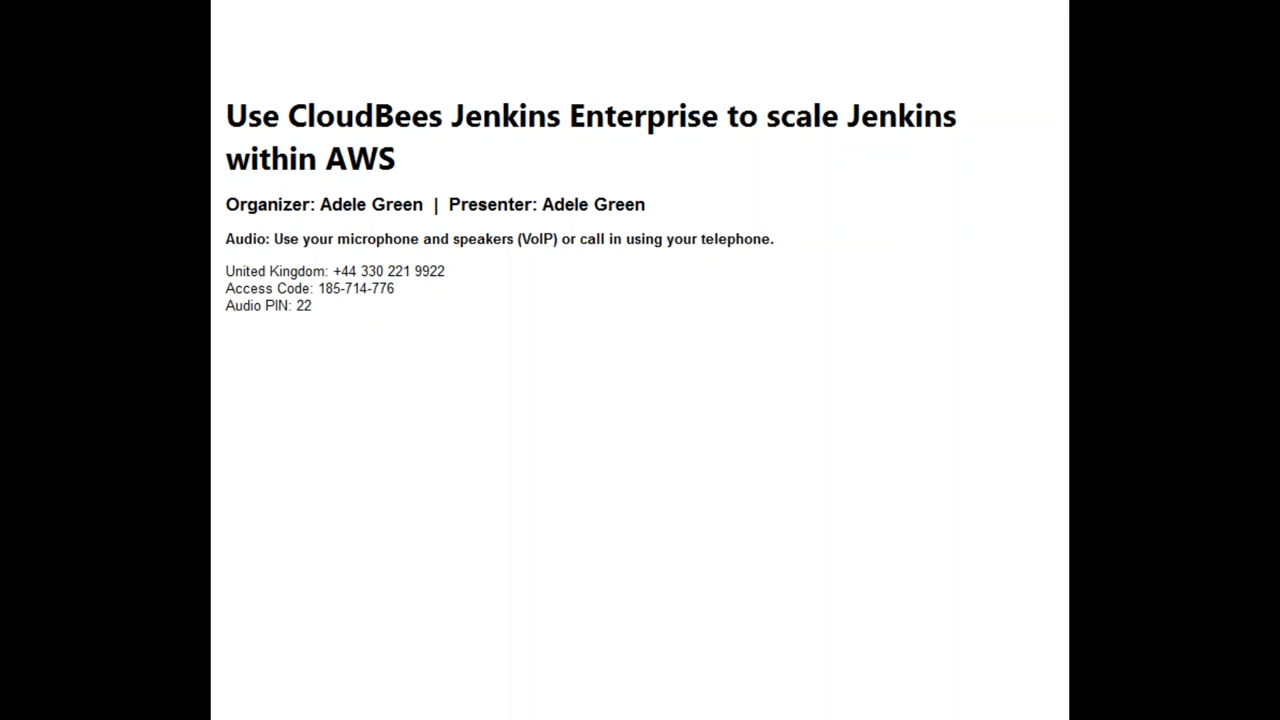 Use CloudBees Jenkins Enterprise to scale Jenkins
within AWS
Organizer: Adele Green | Presenter: Adele Green
Audio: Use your microphone and speakers (VoIP) or call in using your telephone.
United Kingdom: +44 330 221 9922
Access Code: 185-714-776
Audio PIN: 22